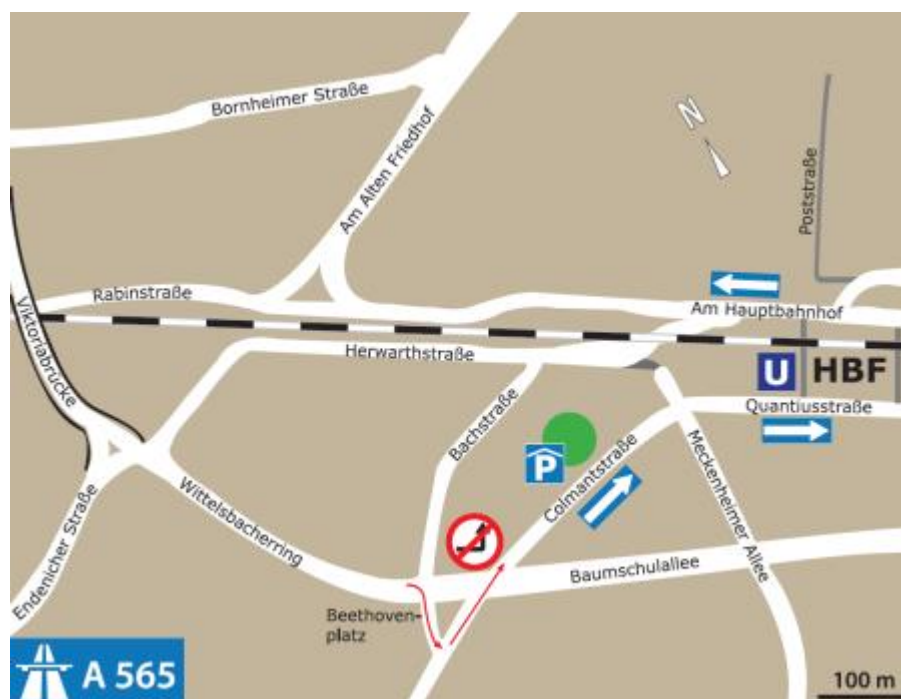 Bornheimer Straße
Am Alten Friedhof
N
Poststraße
Viktoriabrücke
Rabinstraße
Am Hauptbahnhof
Herwarthstraße
U HBF
Quantiusstraße
Bachstraße
P
Colmantstraße
Meckenheimer Allee
Endenicher Straße
Wittelsbacherring
Baumschulallee
Beethoven-
platz
A 565
100 m